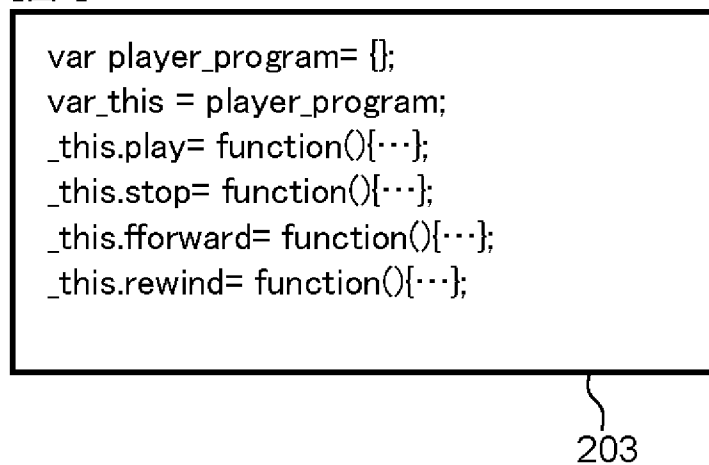 var player_program= {};
var_this = player_program;
_this.play= function(){···};
_this.stop= function(){···};
_this.fforward= function(){···};
_this.rewind= function(){···};
203